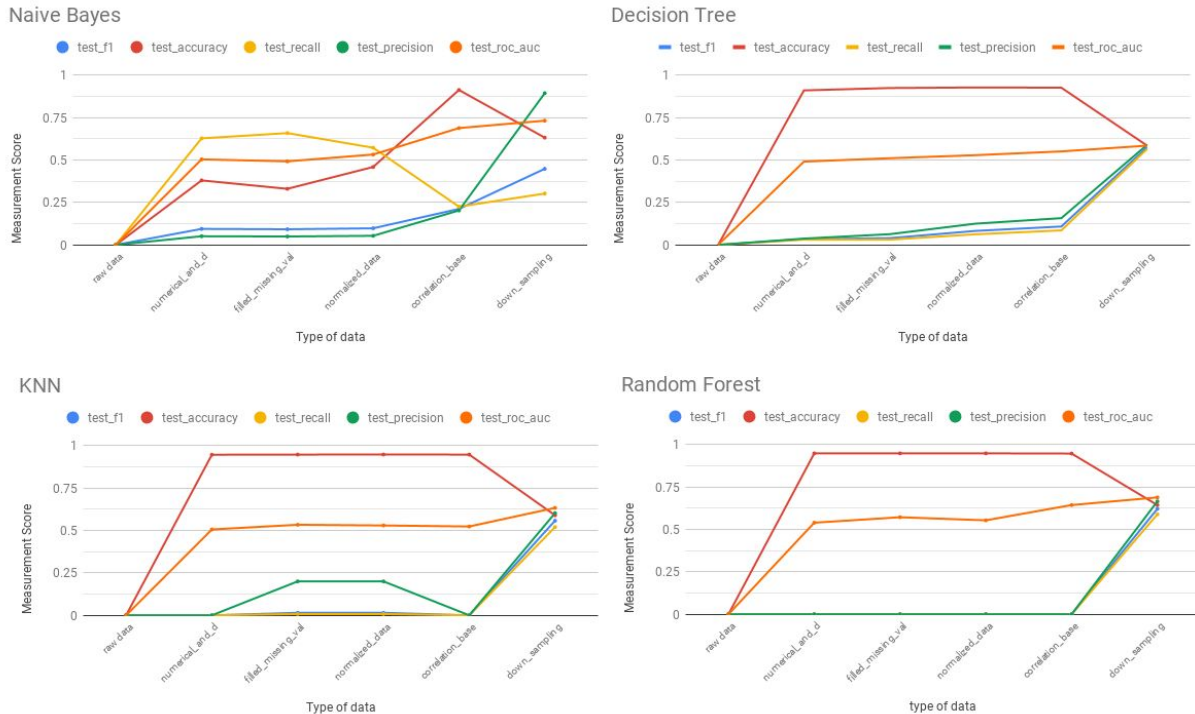 Naive Bayes
test_f1 test_accuracy test_recall test_precision test_roc_auc
Measurement Score
1
0.75
0.5
0.25
0
raw data
numerical_and_d
filled_missing_val
normalized_data
correlation_base
down_sampling
Type of data
Decision Tree
test_f1 test_accuracy test_recall test_precision test_roc_auc
Measurement Score
1
0.75
0.5
0.25
0
raw data
numerical_and_d
filled_missing_val
normalized_data
correlation_base
down_sampling
Type of data
KNN
test_f1 test_accuracy test_recall test_precision test_roc_auc
Measurement Score
1
0.75
0.5
0.25
0
raw data
numerical_and_d
filled_missing_val
normalized_data
correlation_base
down_sampling
Type of data
Random Forest
test_f1 test_accuracy test_recall test_precision test_roc_auc
Measurement Score
1
0.75
0.5
0.25
0
raw data
numerical_and_d
filled_missing_val
normalized_data
correlation_base
down_sampling
type of data